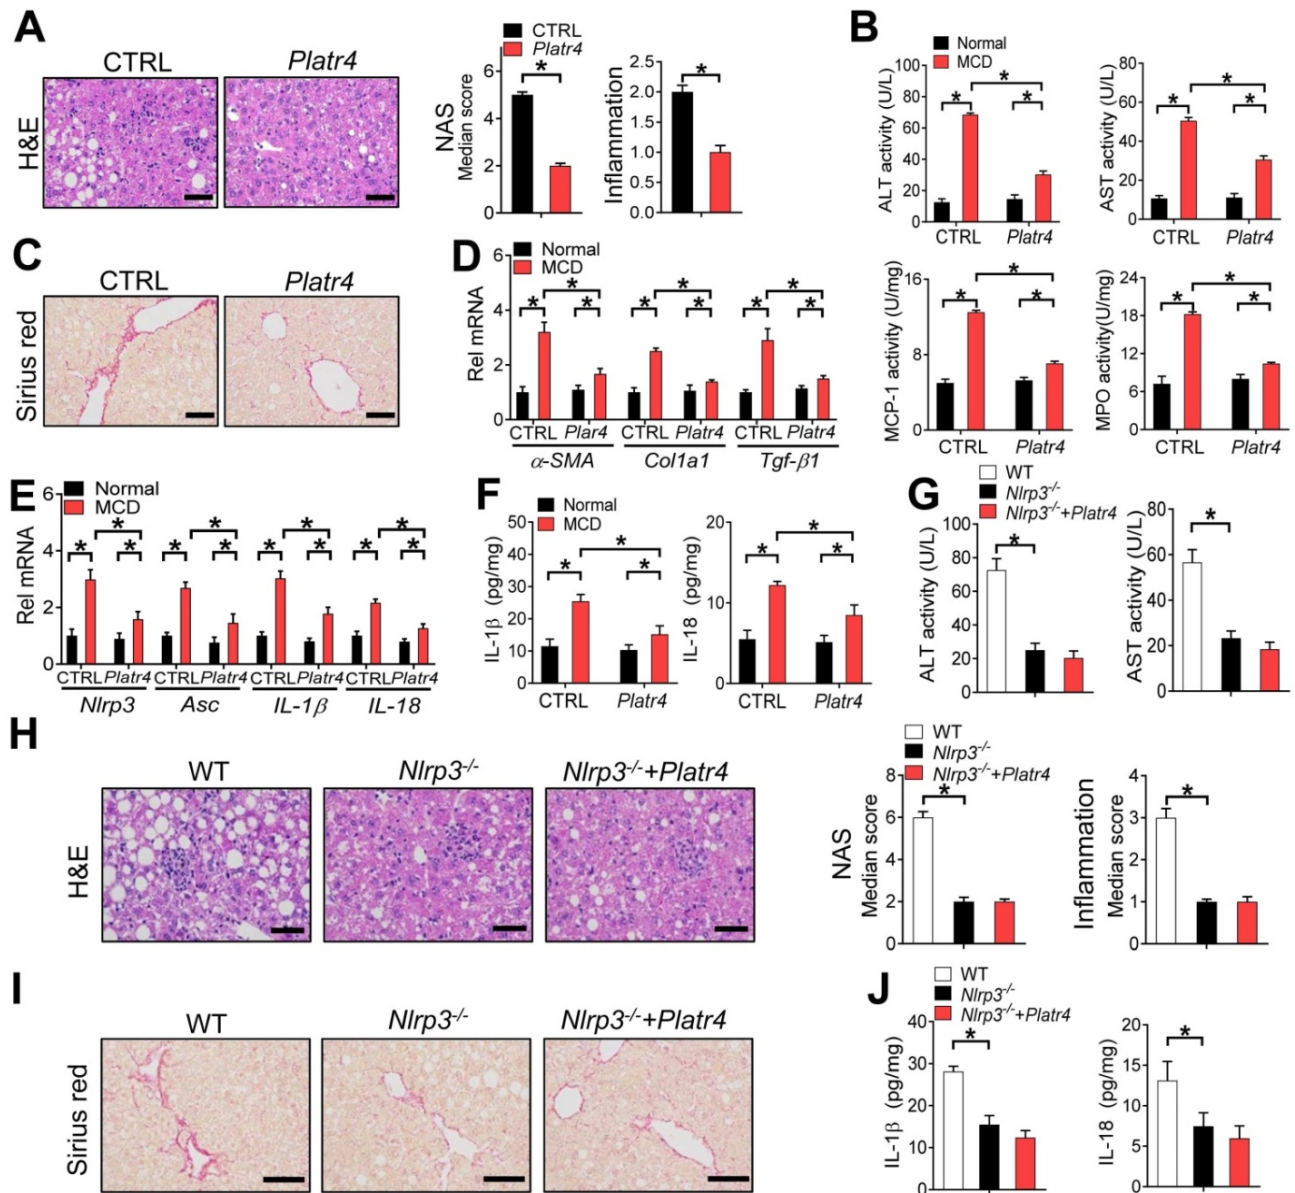 A
CTRL
Platr4
H&E
CTRL
Platr4
NAS
Median score
6
4
2
0
Inflammation
2.5
2.0
1.5
1.0
0.5
0.0
*
*
B
Normal
MCD
ALT activity (U/L)
100
80
60
40
20
0
* * *
CTRL Platr4
AST activity (U/L)
80
60
40
20
0
* * *
CTRL Platr4
MCP-1 activity (U/mg)
16
8
0
* * *
CTRL Platr4
MPO activity(U/mg)
24
18
12
6
0
* * *
CTRL Platr4
C
CTRL
Platr4
Sirius red
D
Normal
MCD
Rel mRNA
6
4
2
0
* * * * * * * * *
CTRL Plar4 CTRL Platr4 CTRL Platr4
α-SMA Col1a1 Tgf-β1
E
Normal
MCD
Rel mRNA
6
4
2
0
* * * * * * * * * * * *
CTRL Platr4 CTRL Platr4 CTRL Platr4 CTRL Platr4
Nlrp3 Asc IL-1β IL-18
F
Normal
MCD
IL-1β (pg/mg)
50
40
30
20
10
0
* * *
CTRL Platr4
IL-18 (pg/mg)
20
10
0
* * *
CTRL Platr4
G
WT
Nlrp3-/-
Nlrp3-/-+Platr4
ALT activity (U/L)
100
80
60
40
20
0
*
AST activity (U/L)
80
60
40
20
0
*
H
WT
Nlrp3-/-
Nlrp3-/-+Platr4
H&E
WT
Nlrp3-/-
Nlrp3-/-+Platr4
NAS
Median score
8
6
4
2
0
*
Inflammation
Median score
4
3
2
1
0
*
I
WT
Nlrp3-/-
Nlrp3-/-+Platr4
Sirius red
J
WT
Nlrp3-/-
Nlrp3-/-+Platr4
IL-1β (pg/mg)
40
30
20
10
0
*
IL-18 (pg/mg)
20
15
10
5
0
*